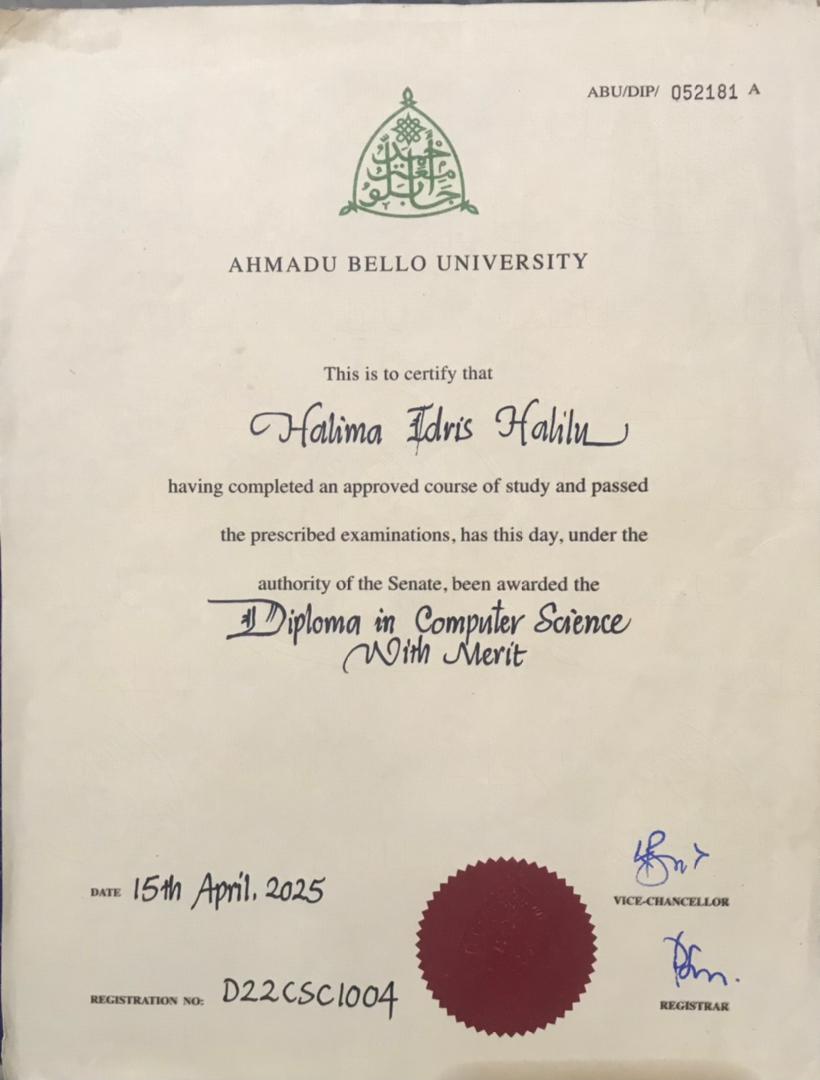 ABU/DIP/ 052181 A
AHMADU BELLO UNIVERSITY
This is to certify that
Halima Idris Halilu
having completed an approved course of study and passed
the prescribed examinations, has this day, under the
authority of the Senate, been awarded the
Diploma in Computer Science
With Merit
DATE 15th April, 2025
VICE-CHANCELLOR
REGISTRATION NO: D22CSC1004
REGISTRAR